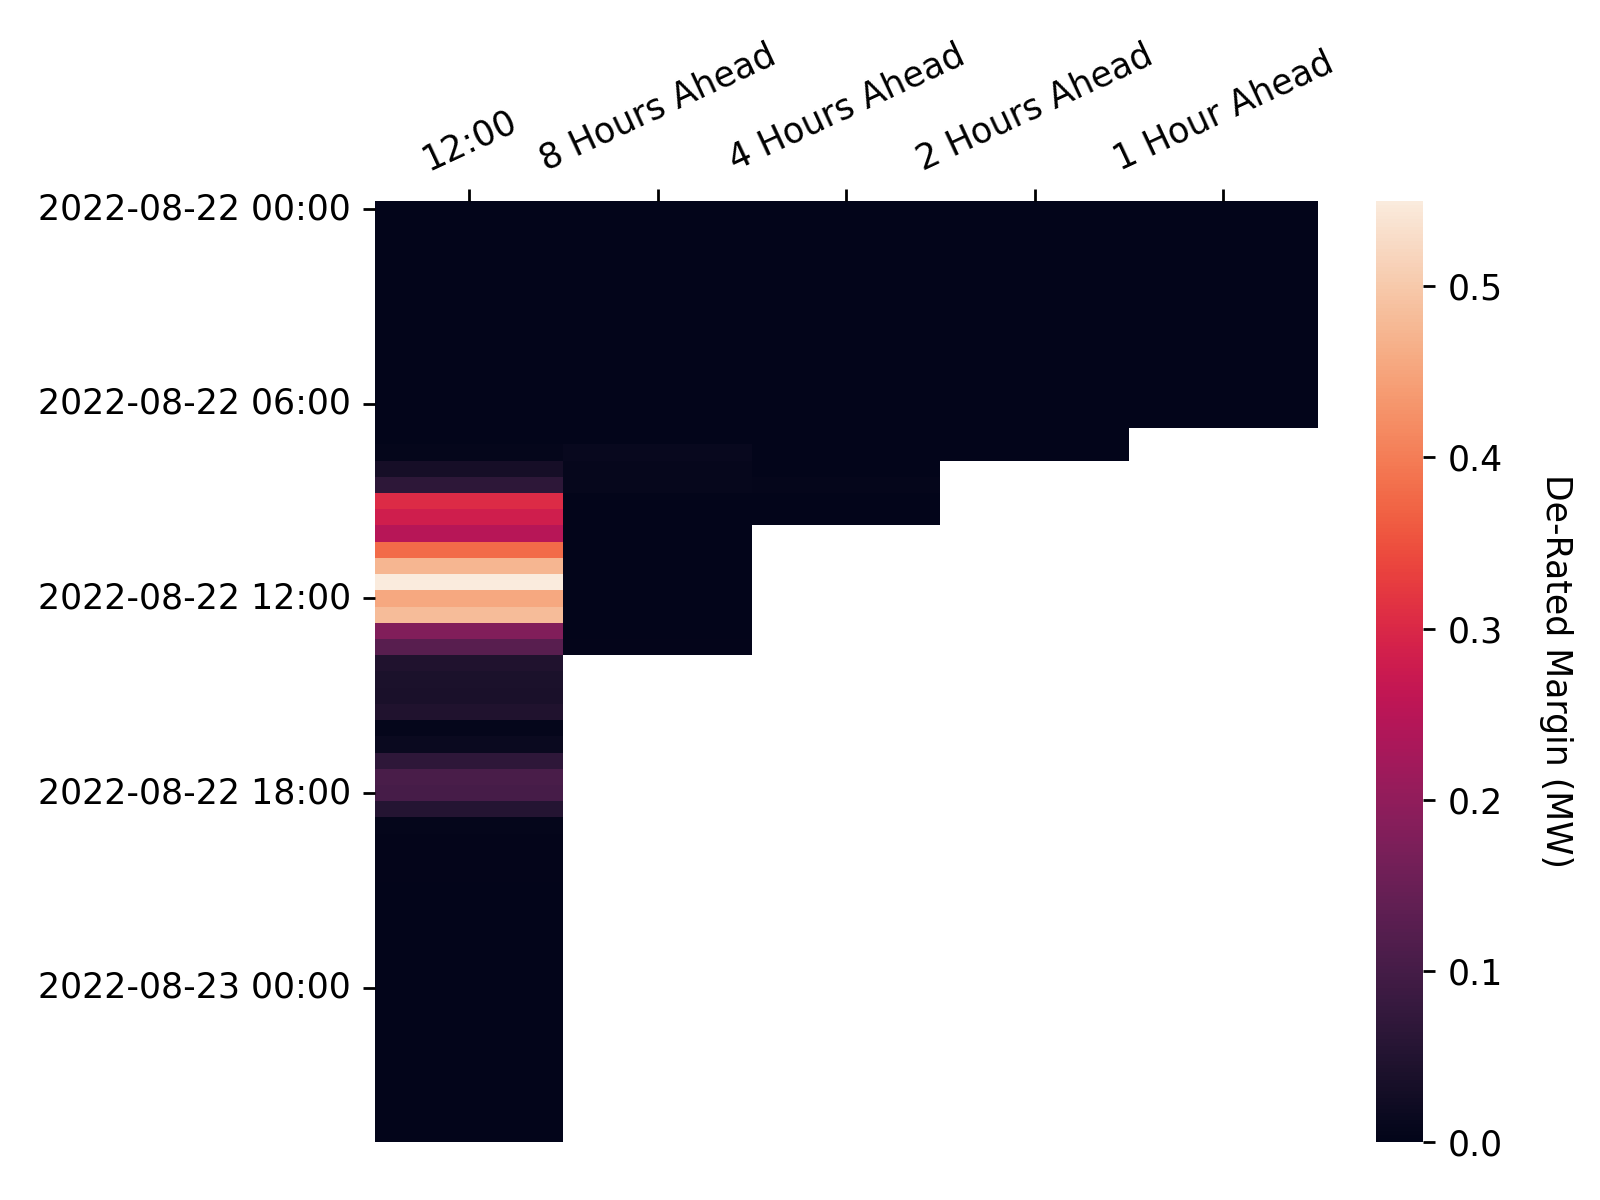 12:00
8 Hours Ahead
4 Hours Ahead
2 Hours Ahead
1 Hour Ahead
2022-08-22 00:00
2022-08-22 06:00
2022-08-22 12:00
2022-08-22 18:00
2022-08-23 00:00
0.5
0.4
0.3
0.2
0.1
0.0
De-Rated Margin (MW)